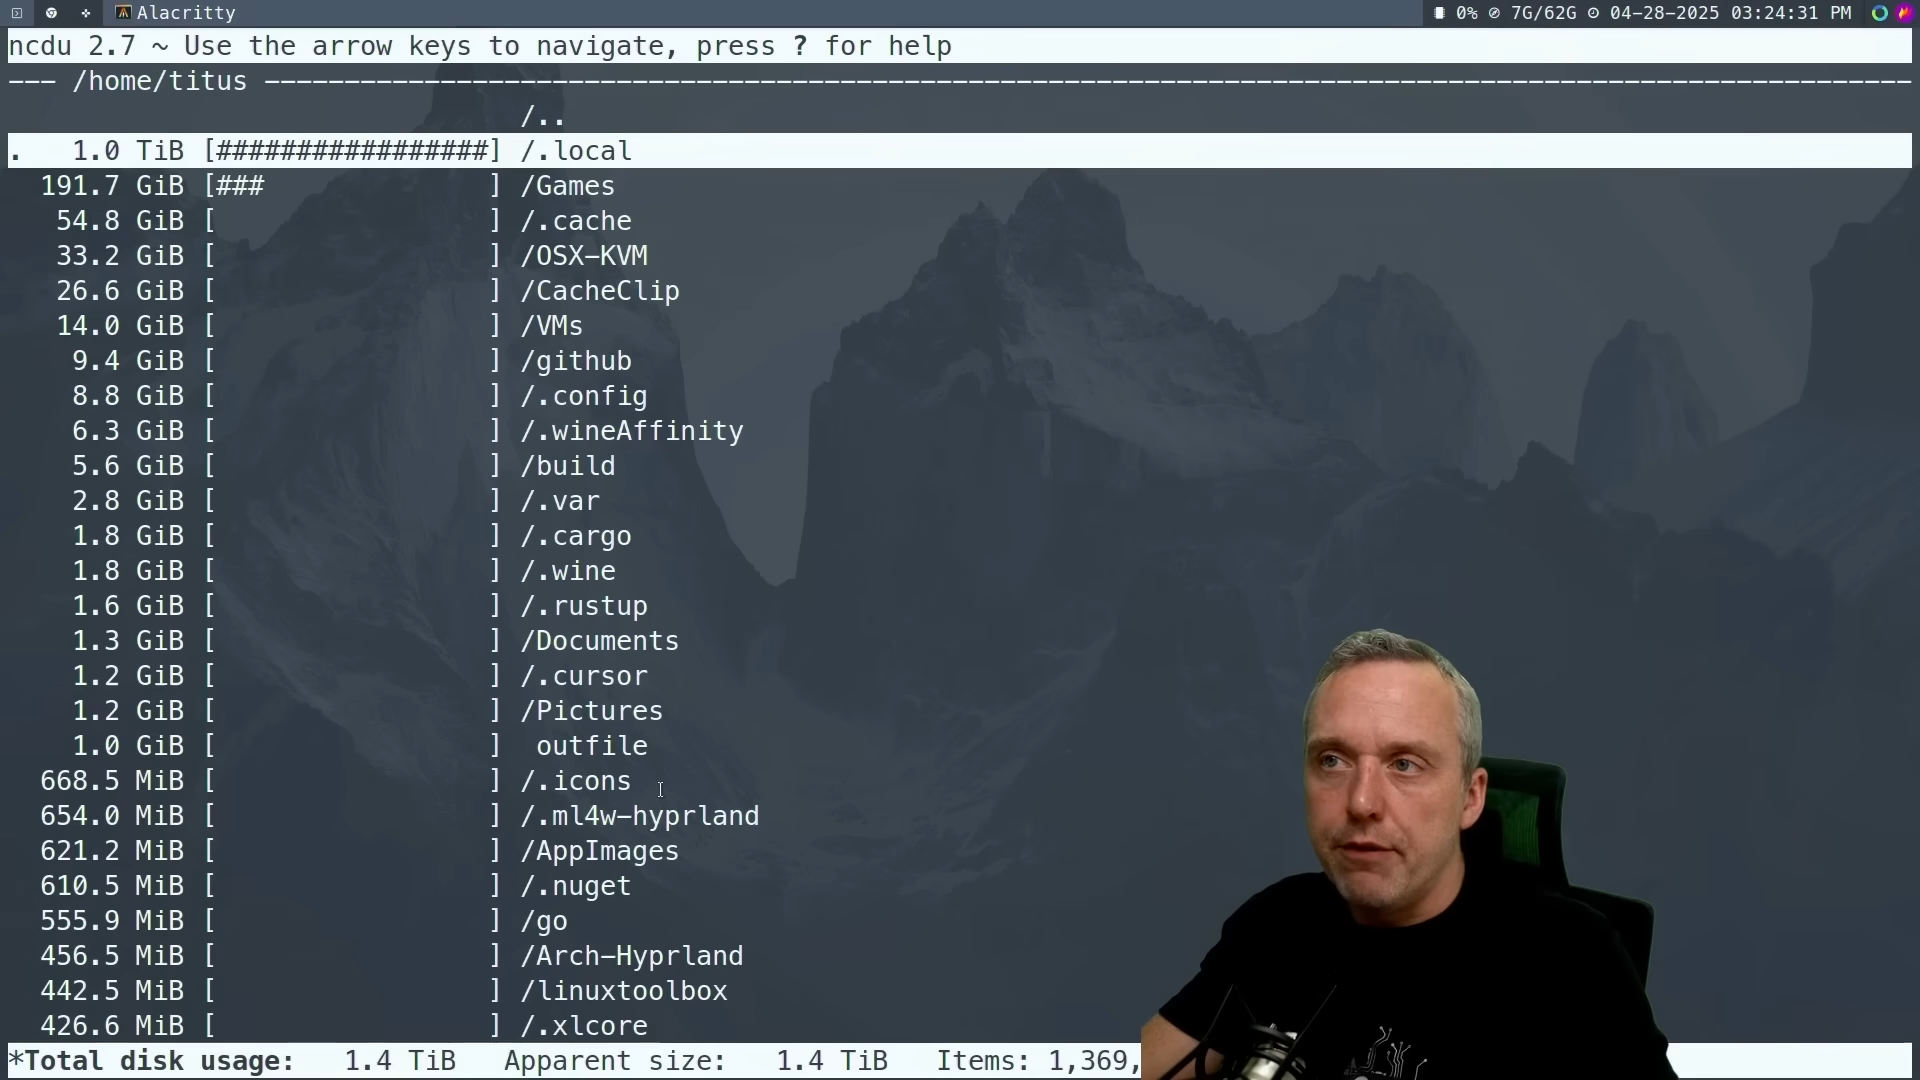 Alacritty
0% 7G/62G 04-28-2025 03:24:31 PM
ncdu 2.7 ~ Use the arrow keys to navigate, press ? for help
--- /home/titus -------------------------------------------------------------------------------------------------------
/..
. 1.0 TiB [#################] /.local
191.7 GiB [### ] /Games
54.8 GiB [ ] /.cache
33.2 GiB [ ] /OSX-KVM
26.6 GiB [ ] /CacheClip
14.0 GiB [ ] /VMs
9.4 GiB [ ] /github
8.8 GiB [ ] /.config
6.3 GiB [ ] /.wineAffinity
5.6 GiB [ ] /build
2.8 GiB [ ] /.var
1.8 GiB [ ] /.cargo
1.8 GiB [ ] /.wine
1.6 GiB [ ] /.rustup
1.3 GiB [ ] /Documents
1.2 GiB [ ] /.cursor
1.2 GiB [ ] /Pictures
1.0 GiB [ ] outfile
668.5 MiB [ ] /.icons
654.0 MiB [ ] /.ml4w-hyprland
621.2 MiB [ ] /AppImages
610.5 MiB [ ] /.nuget
555.9 MiB [ ] /go
456.5 MiB [ ] /Arch-Hyprland
442.5 MiB [ ] /linuxtoolbox
426.6 MiB [ ] /.xlcore
*Total disk usage: 1.4 TiB Apparent size: 1.4 TiB Items: 1,369,